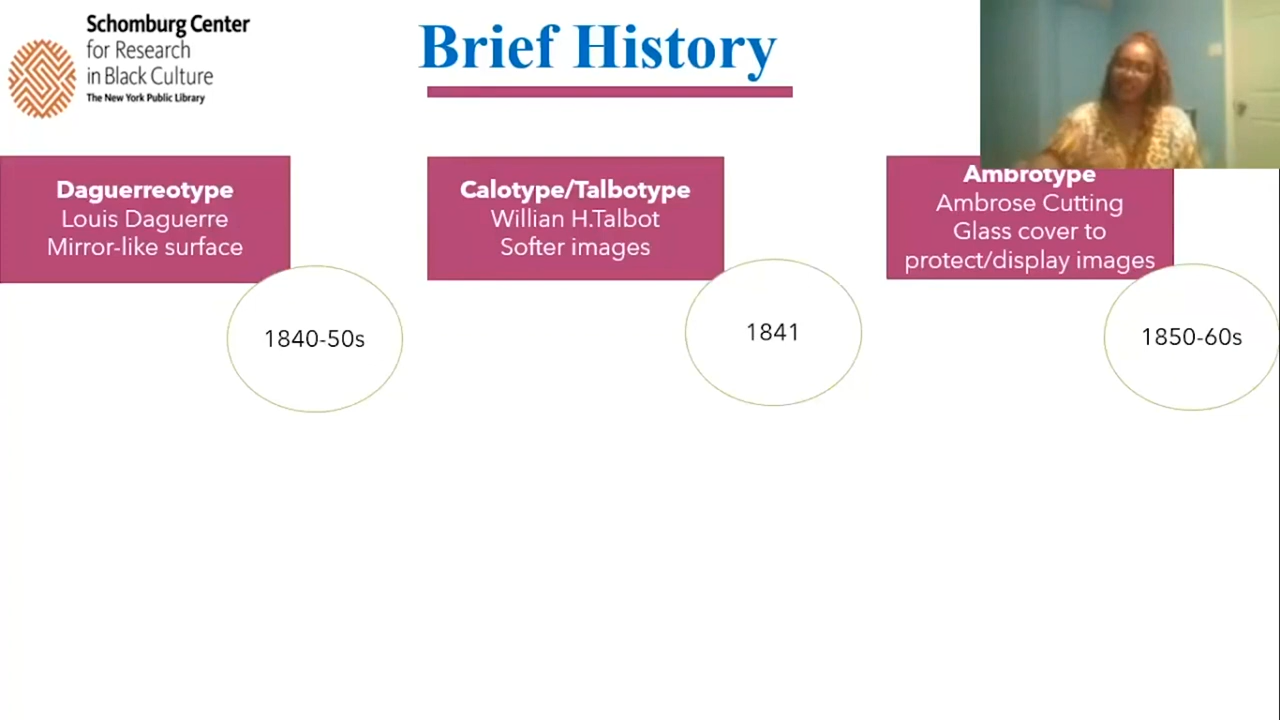 Schomburg Center
for Research
in Black Culture
The New York Public Library
Brief History
Daguerreotype
Louis Daguerre
Mirror-like surface
1840-50s
Calotype/Talbotype
Willian H.Talbot
Softer images
1841
Ambrotype
Ambrose Cutting
Glass cover to
protect/display images
1850-60s